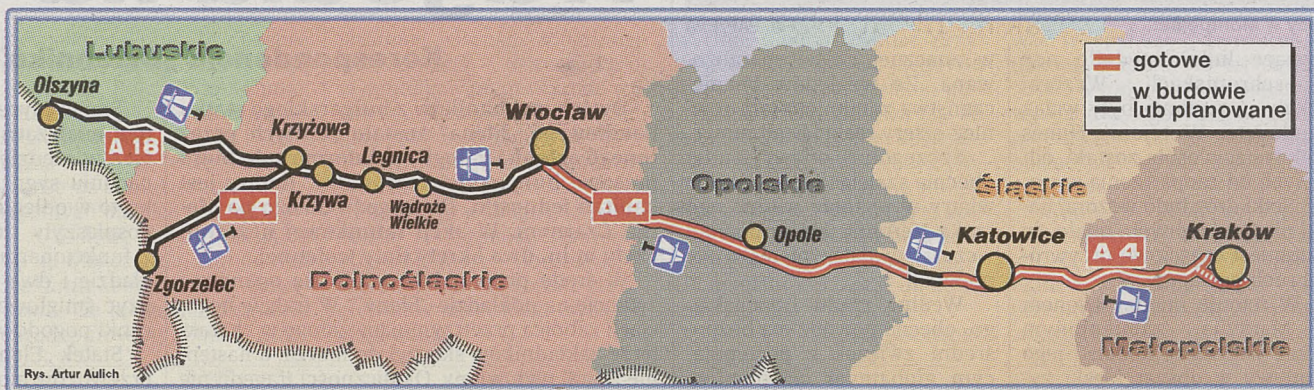 Lubuskie
Olszyna
A 18
Krzyżowa
Krzywa
Legnica
Wądroże
Wielkie
Wrocław
A 4
Zgorzelec
Dolnośląskie
A 4
Opolskie
Opole
Śląskie
Katowice
A 4
Kraków
Małopolskie
gotowe
w budowie
lub planowane
Rys. Artur Aulich